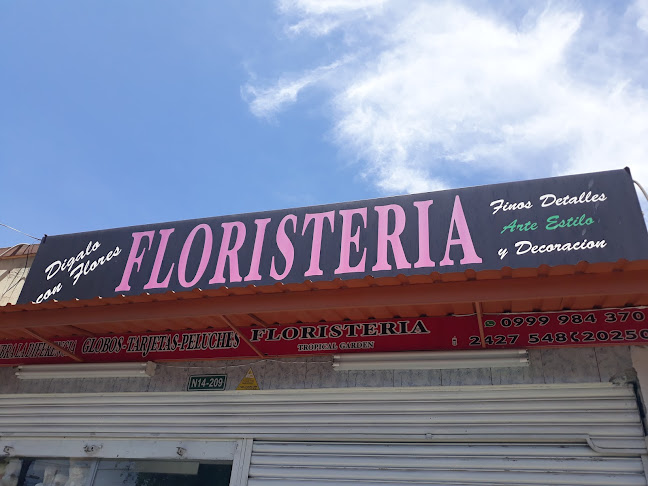 Digalo
con Flores
FLORISTERIA
Finos Detalles
Arte Estilo
y Decoracion
GLOBOS-TARJETAS-PELUCHES
FLORISTERIA
TROPICAL GARDEN
0999 984 370
2427 548
N14-209